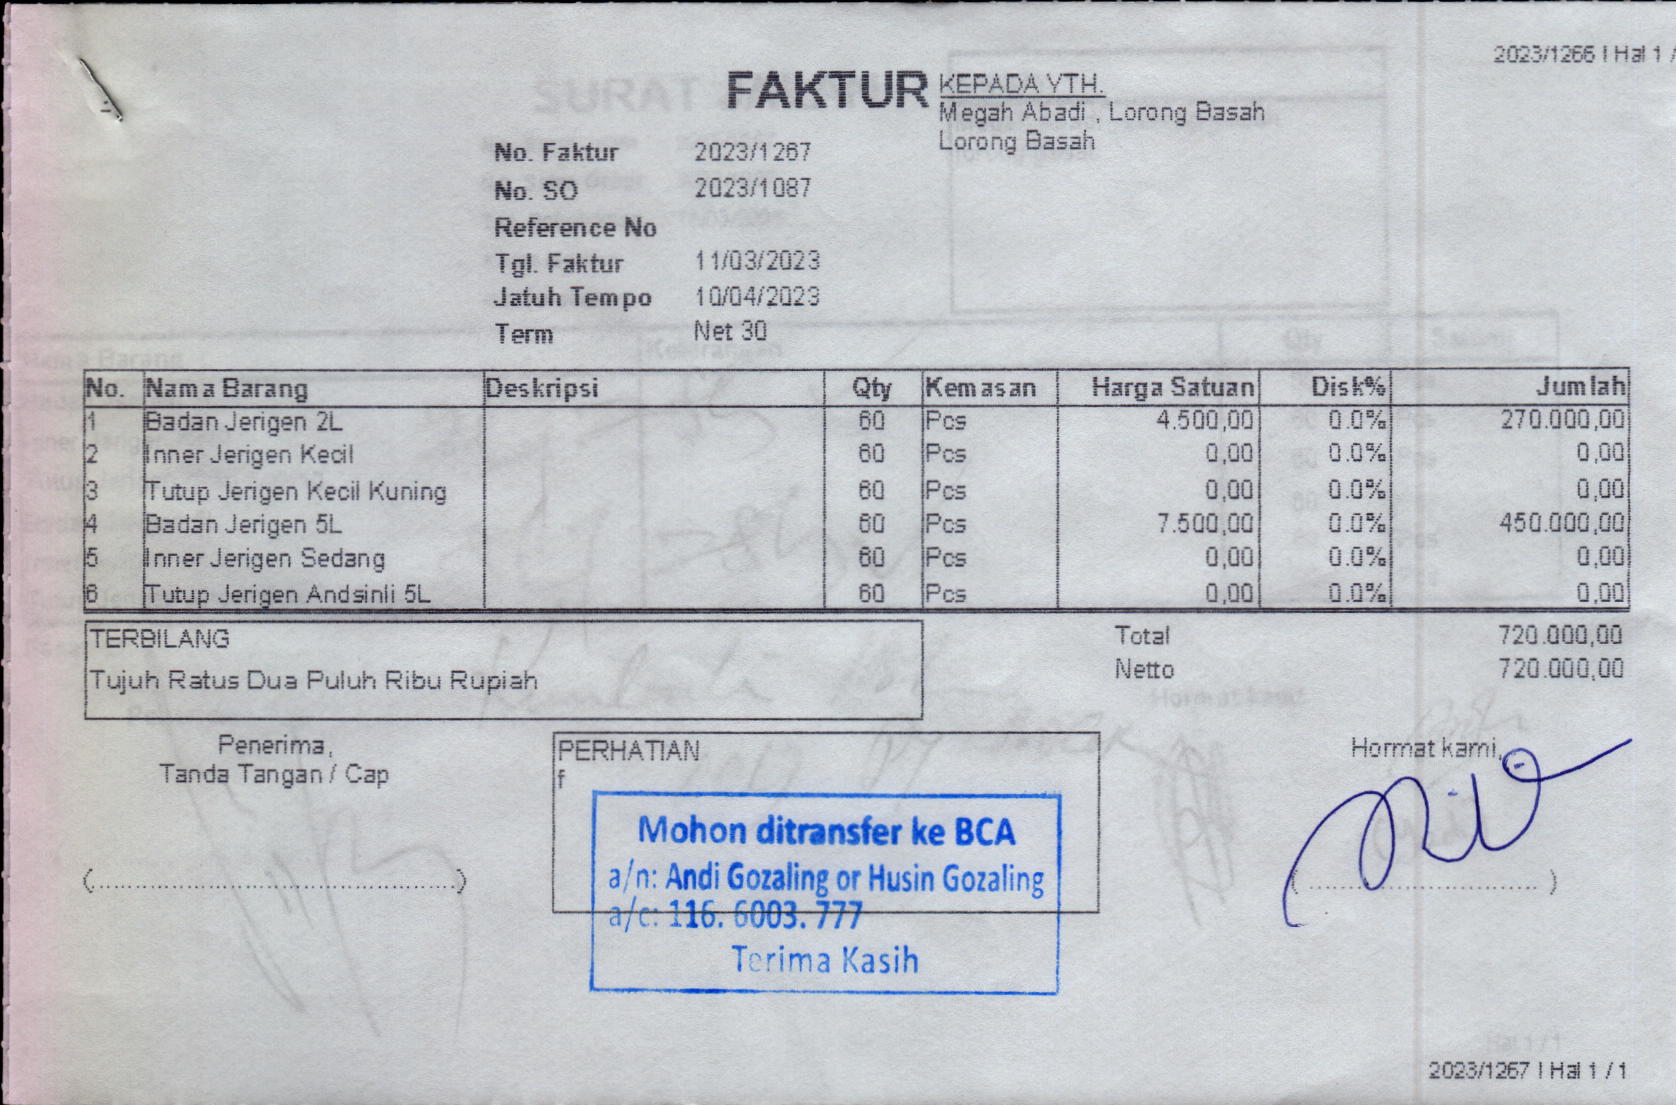 2023/1266 | Hal 1 /
FAKTUR
KEPADA YTH.
Megah Abadi , Lorong Basah
Lorong Basah
No. Faktur 2023/1267
No. SO 2023/1087
Reference No
Tgl. Faktur 11/03/2023
Jatuh Tempo 10/04/2023
Term Net 30
No. Nama Barang Deskripsi Qty Kemasan Harga Satuan Disk% Jumlah
1 Badan Jerigen 2L 60 Pcs 4.500,00 0.0% 270.000,00
2 Inner Jerigen Kecil 60 Pcs 0,00 0.0% 0,00
3 Tutup Jerigen Kecil Kuning 60 Pcs 0,00 0.0% 0,00
4 Badan Jerigen 5L 60 Pcs 7.500,00 0.0% 450.000,00
5 Inner Jerigen Sedang 60 Pcs 0,00 0.0% 0,00
6 Tutup Jerigen Andsinli 5L 60 Pcs 0,00 0.0% 0,00
TERBILANG
Tujuh Ratus Dua Puluh Ribu Rupiah
Total 720.000,00
Netto 720.000,00
Penerima,
Tanda Tangan / Cap
PERHATIAN
f
Hormat kami,
Mohon ditransfer ke BCA
a/n: Andi Gozaling or Husin Gozaling
a/c: 116. 6003. 777
Terima Kasih
2023/1267 | Hal 1 / 1